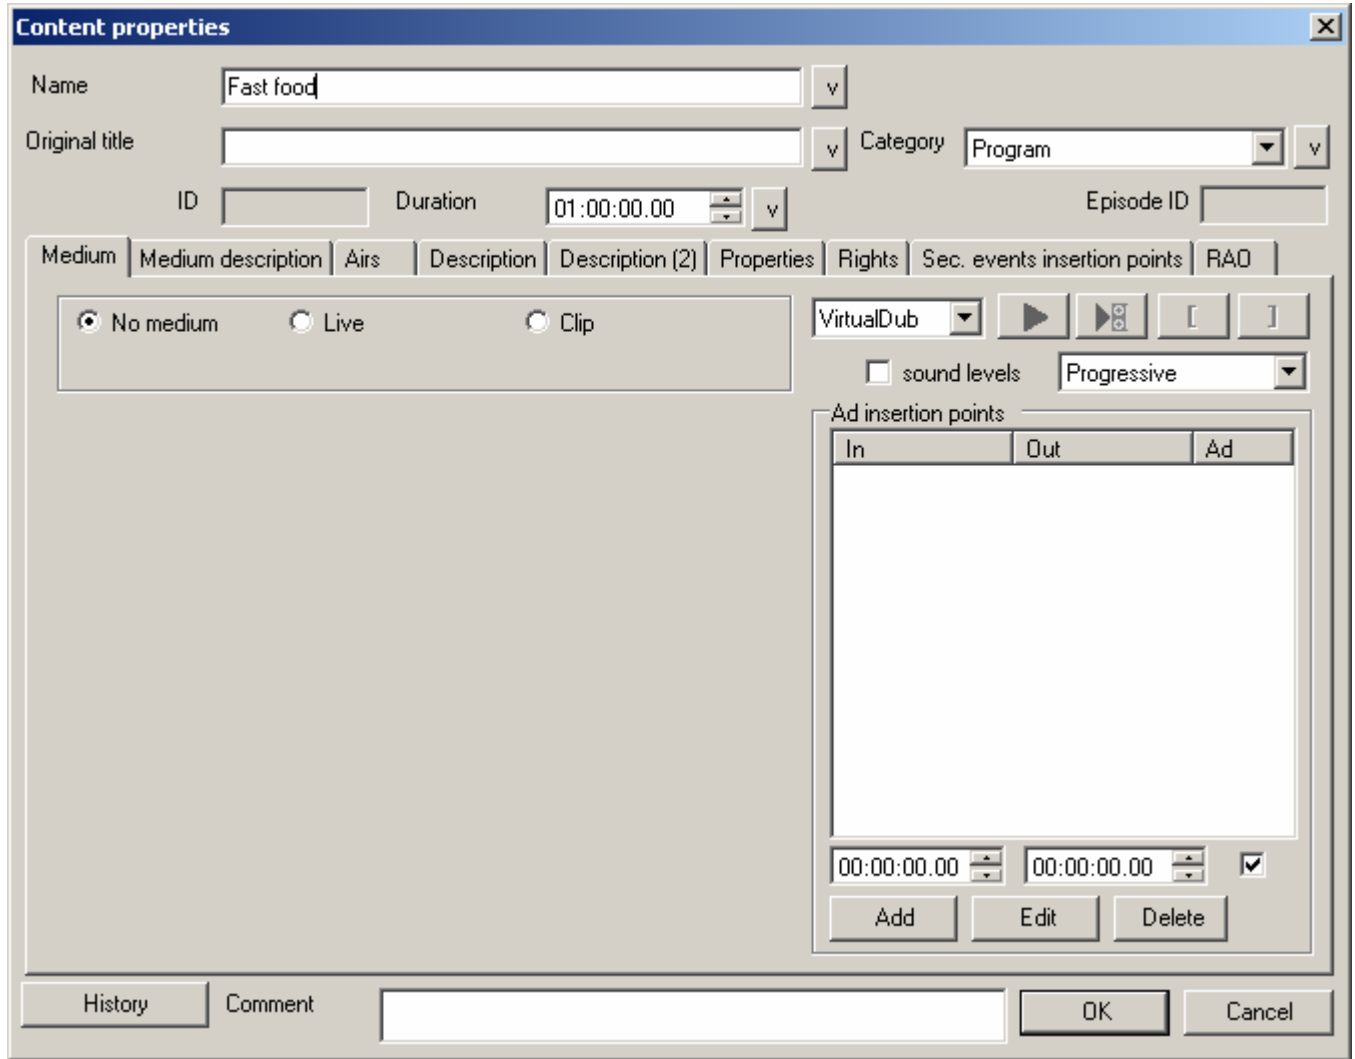 Content properties
Name Fast food v
Original title v Category Program v
ID Duration 01:00:00.00 v Episode ID
Medium Medium description Airs Description Description (2) Properties Rights Sec. events insertion points RAO
No medium Live Clip VirtualDub [ ]
sound levels Progressive
Ad insertion points
In Out Ad
00:00:00.00 00:00:00.00
Add Edit Delete
History Comment OK Cancel